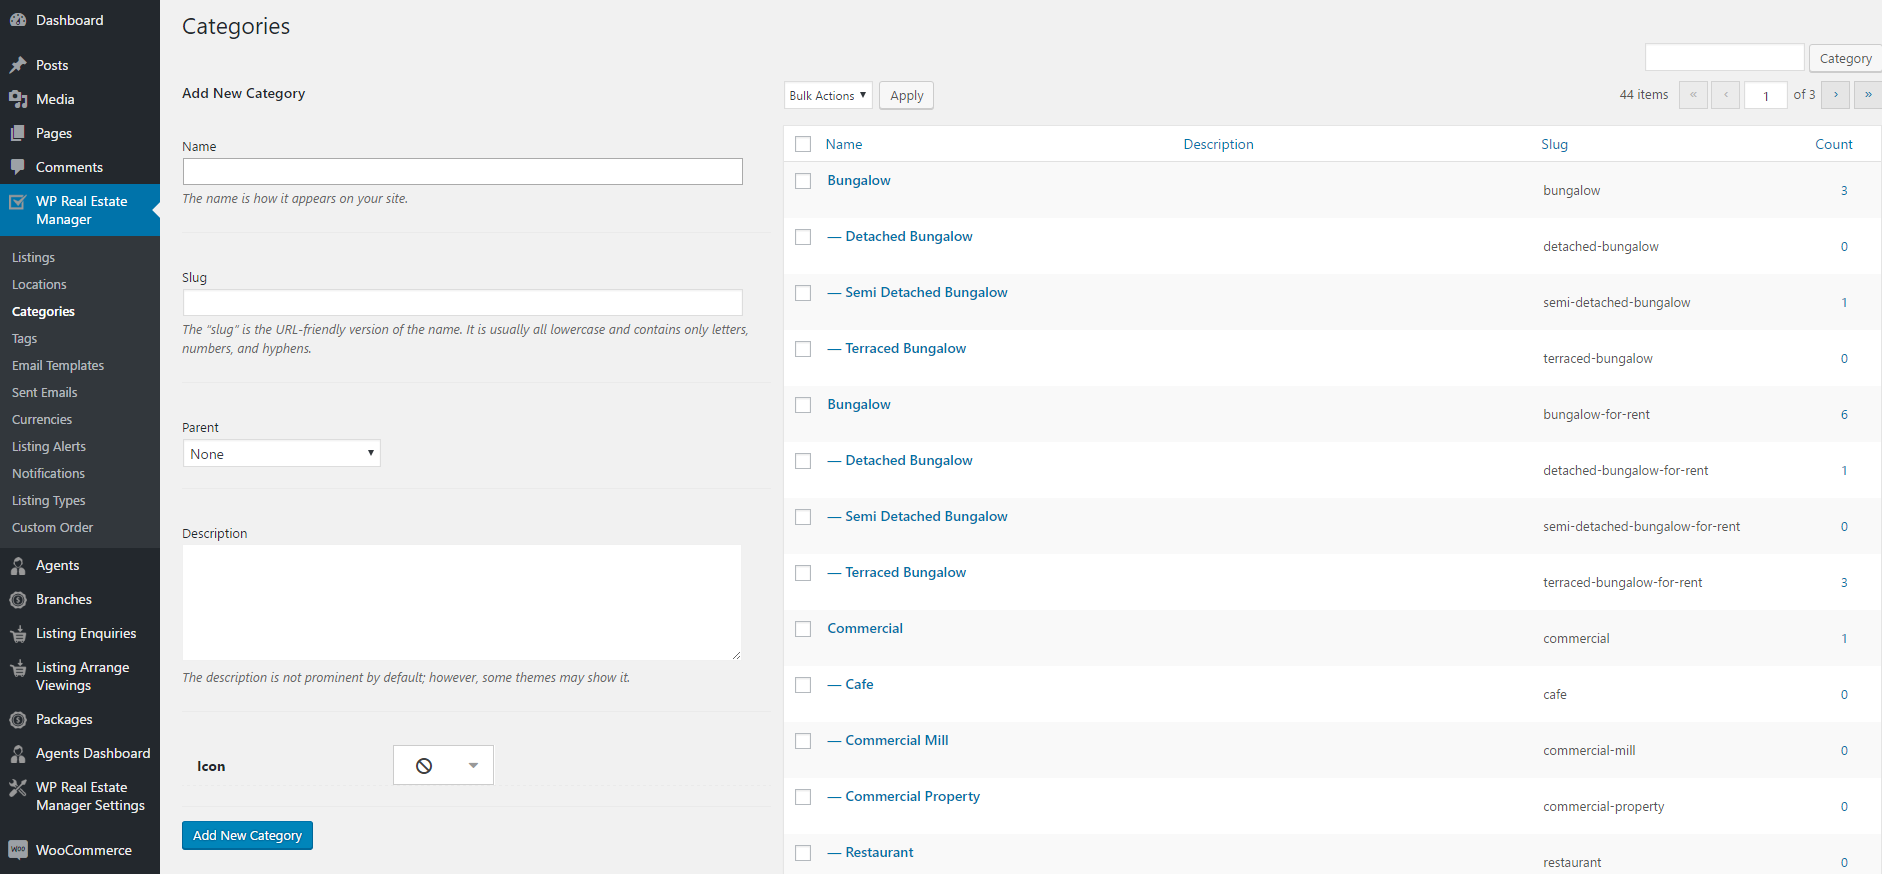 Dashboard
Posts
Media
Pages
Comments
WP Real Estate
Manager
Listings
Locations
Categories
Tags
Email Templates
Sent Emails
Currencies
Listing Alerts
Notifications
Listing Types
Custom Order
Agents
Branches
Listing Enquiries
Listing Arrange
Viewings
Packages
Agents Dashboard
WP Real Estate
Manager Settings
WOO WooCommerce
Categories
Add New Category
Name
The name is how it appears on your site.
Slug
The “slug” is the URL-friendly version of the name. It is usually all lowercase and contains only letters,
numbers, and hyphens.
Parent
None
Description
The description is not prominent by default; however, some themes may show it.
Icon
Add New Category
Category
Bulk Actions Apply 44 items « ‹ 1 of 3 › »
Name Description Slug Count
Bungalow bungalow 3
— Detached Bungalow detached-bungalow 0
— Semi Detached Bungalow semi-detached-bungalow 1
— Terraced Bungalow terraced-bungalow 0
Bungalow bungalow-for-rent 6
— Detached Bungalow detached-bungalow-for-rent 1
— Semi Detached Bungalow semi-detached-bungalow-for-rent 0
— Terraced Bungalow terraced-bungalow-for-rent 3
Commercial commercial 1
— Cafe cafe 0
— Commercial Mill commercial-mill 0
— Commercial Property commercial-property 0
— Restaurant restaurant 0